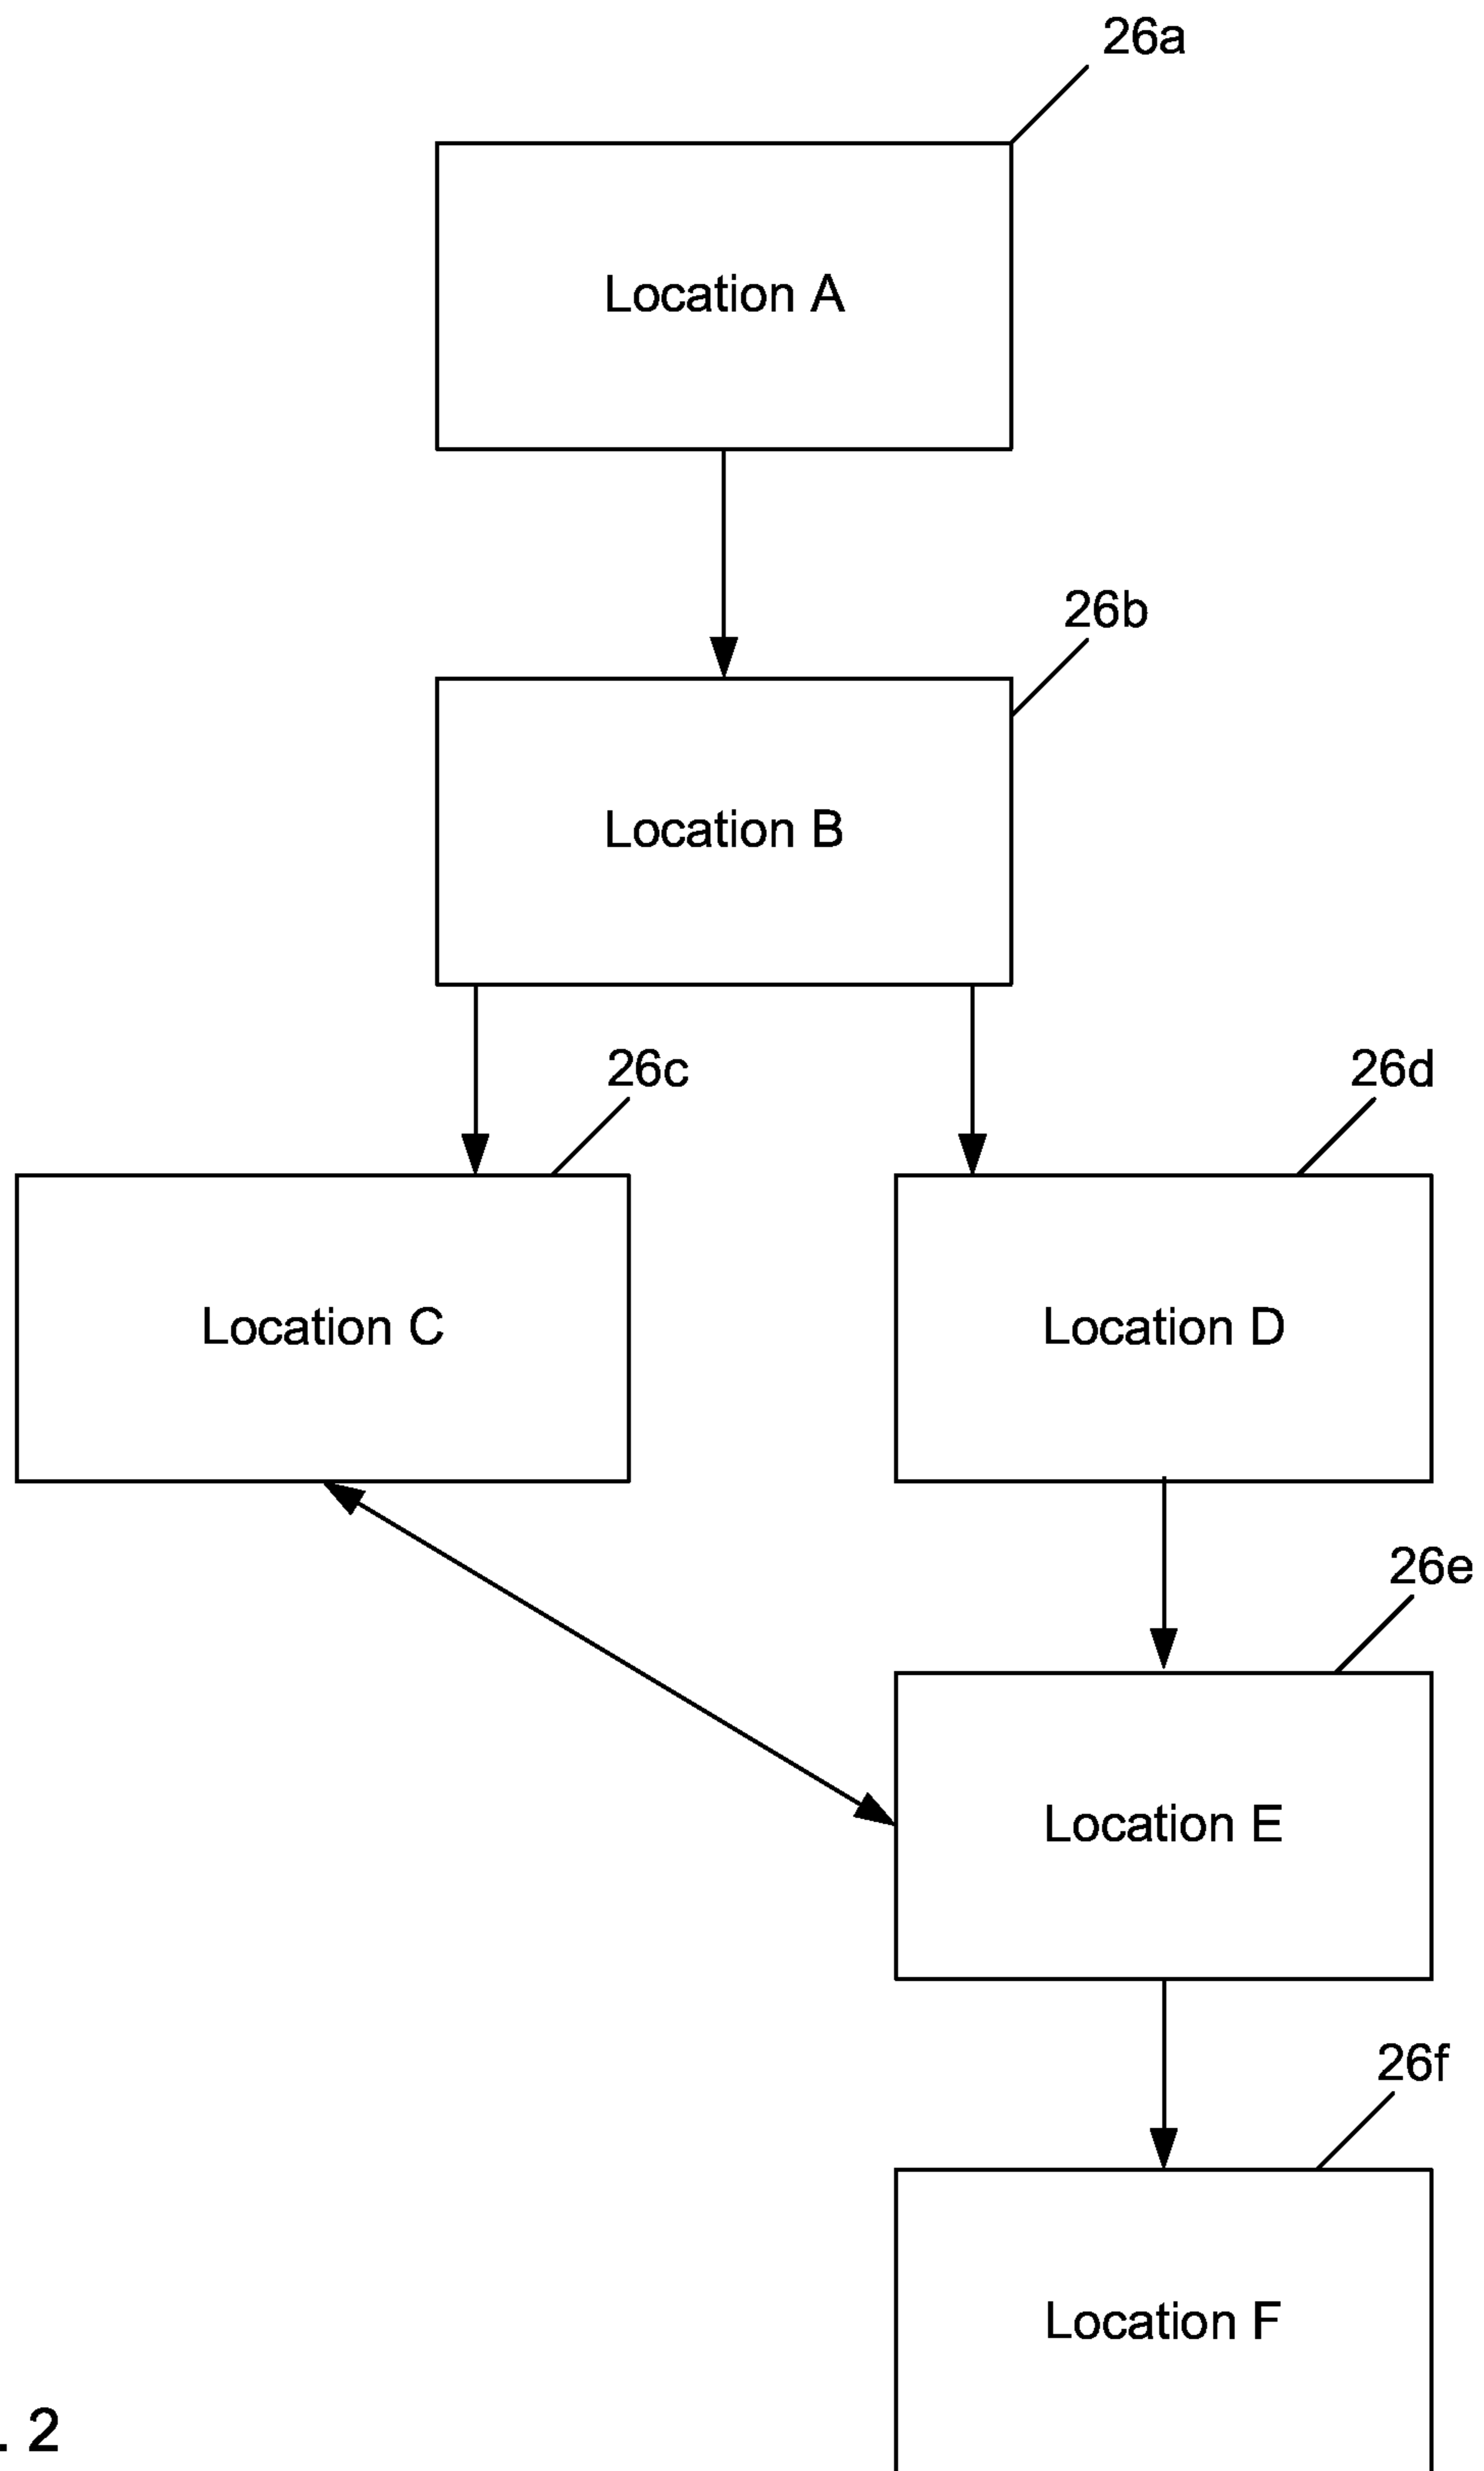 26a
Location A
26b
Location B
26c
26d
Location C
Location D
26e
Location E
26f
Location F
. 2